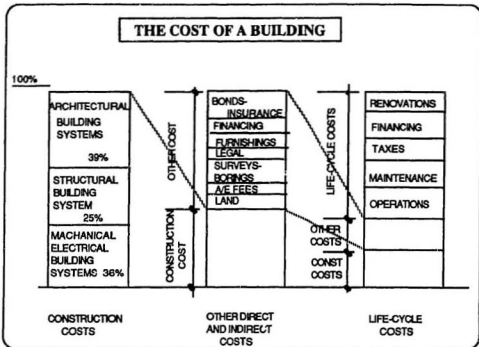 THE COST OF A BUILDING
100%
ARCHITECTURAL
BUILDING
SYSTEMS
39%
STRUCTURAL
BUILDING
SYSTEM
25%
MACHANICAL
ELECTRICAL
BUILDING
SYSTEMS 36%
CONSTRUCTION
COSTS
OTHER COST
CONSTRUCTION
COST
BONDS-
INSURANCE
FINANCING
FURNISHINGS
LEGAL
SURVEYS-
BORINGS
A/E FEES
LAND
OTHER DIRECT
AND INDIRECT
COSTS
LIFE-CYCLE COSTS
OTHER
COSTS
CONST
COSTS
RENOVATIONS
FINANCING
TAXES
MAINTENANCE
OPERATIONS
LIFE-CYCLE
COSTS